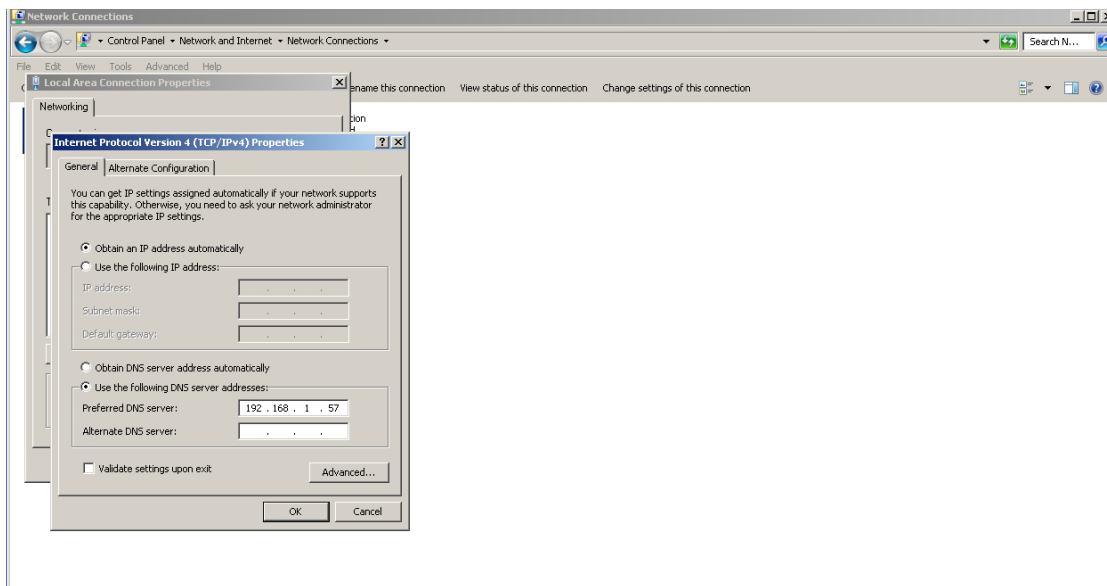 Network Connections
Control Panel Network and Internet Network Connections
Search N...
File Edit View Tools Advanced Help
Local Area Connection Properties
ename this connection View status of this connection Change settings of this connection
Networking
tion
Internet Protocol Version 4 (TCP/IPv4) Properties
General Alternate Configuration
You can get IP settings assigned automatically if your network supports
this capability. Otherwise, you need to ask your network administrator
for the appropriate IP settings.
Obtain an IP address automatically
Use the following IP address:
IP address:
Subnet mask:
Default gateway:
Obtain DNS server address automatically
Use the following DNS server addresses:
Preferred DNS server: 192 . 168 . 1 . 57
Alternate DNS server: . . .
Validate settings upon exit
Advanced...
OK Cancel